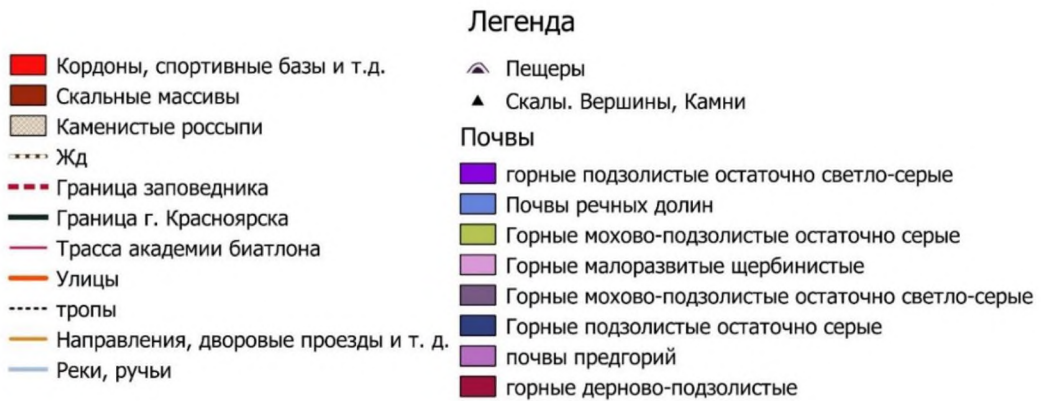 Легенда
Кордоны, спортивные базы и т.д.
Скальные массивы
Каменистые россыпи
Жд
Граница заповедника
Граница г. Красноярска
Трасса академии биатлона
Улицы
тропы
Направления, дворовые проезды и т. д.
Реки, ручьи
Пещеры
Скалы. Вершины, Камни
Почвы
горные подзолистые остаточно светло-серые
Почвы речных долин
Горные мохово-подзолистые остаточно серые
Горные малоразвитые щербинистые
Горные мохово-подзолистые остаточно светло-серые
Горные подзолистые остаточно серые
почвы предгорий
горные дерново-подзолистые